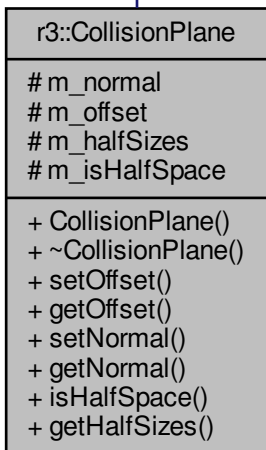 r3::CollisionPlane
# m_normal
# m_offset
# m_halfSizes
# m_isHalfSpace
+ CollisionPlane()
+ ~CollisionPlane()
+ setOffset()
+ getOffset()
+ setNormal()
+ getNormal()
+ isHalfSpace()
+ getHalfSizes()